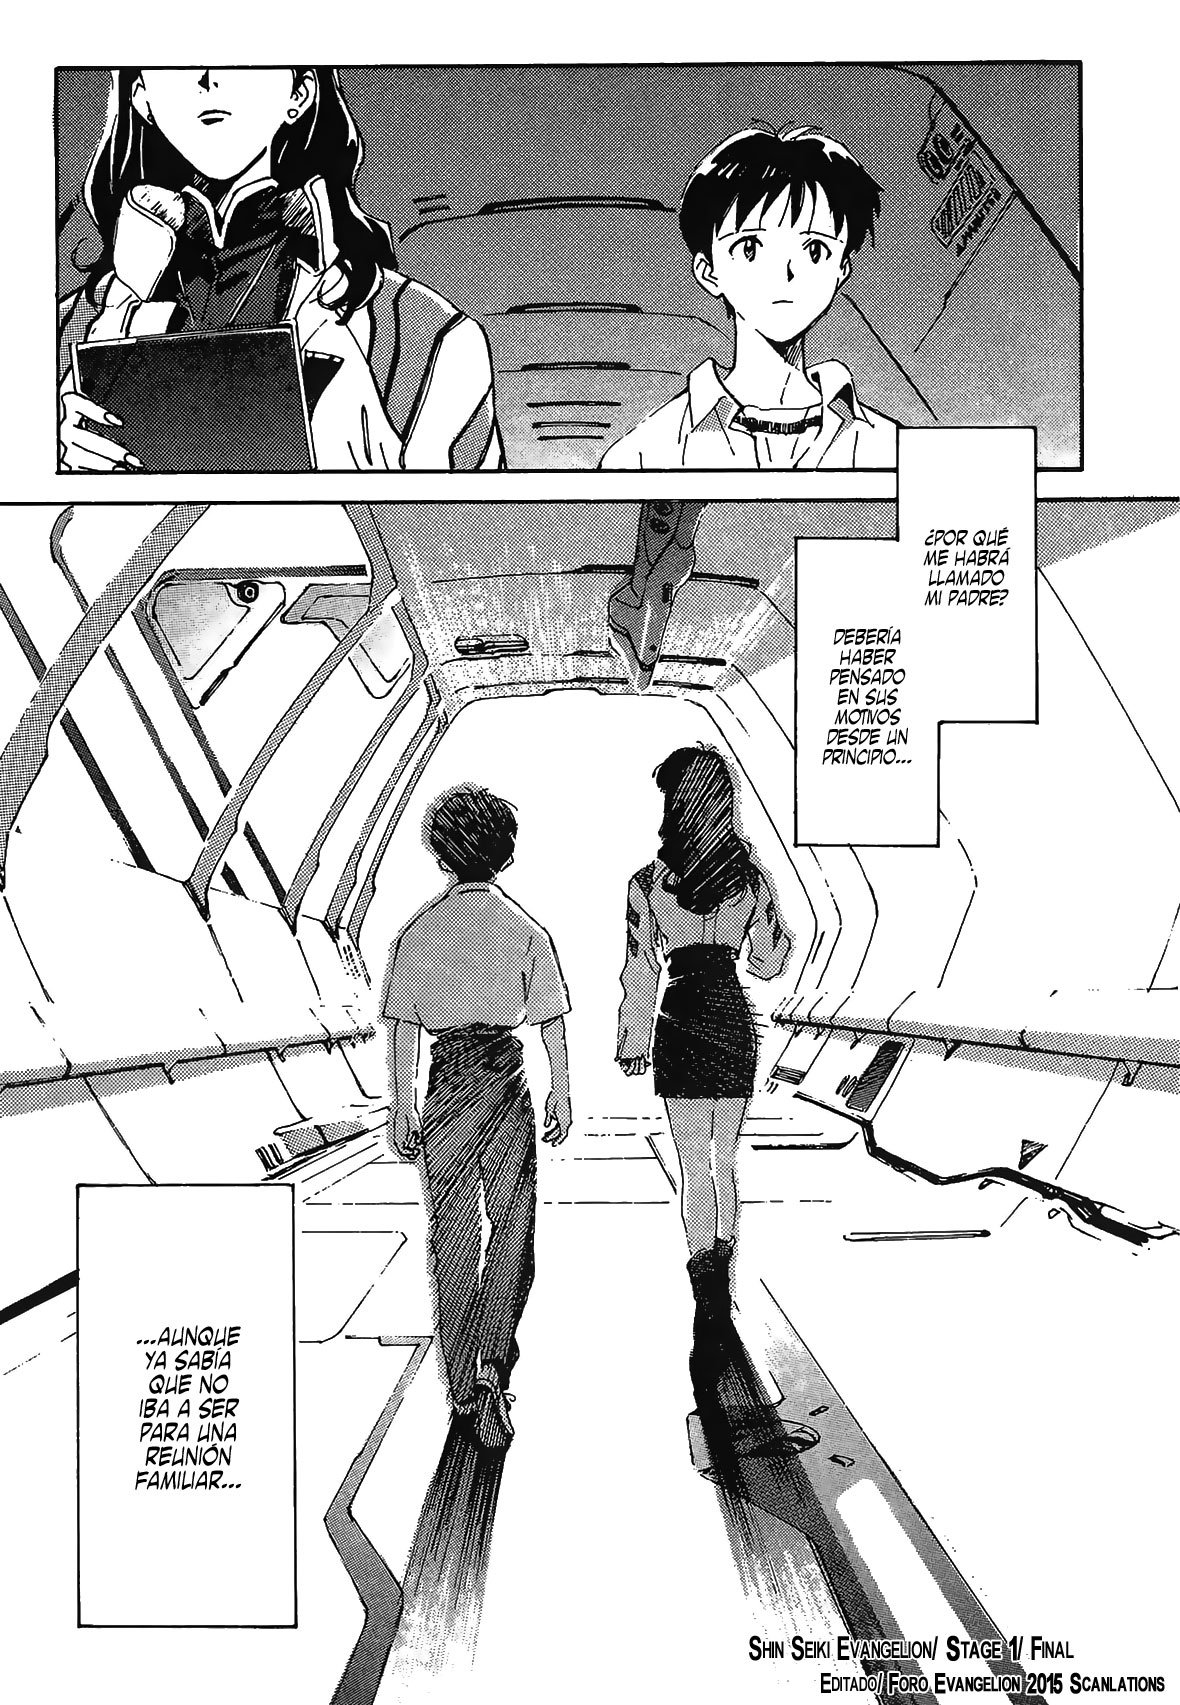 ¿POR QUÉ
ME HABRÁ
LLAMADO
MI PADRE?
DEBERÍA
HABER
PENSADO
EN SUS
MOTIVOS
DESDE UN
PRINCIPIO...
...AUNQUE
YA SABÍA
QUE NO
IBA A SER
PARA UNA
REUNIÓN
FAMILIAR...
SHIN SEIKI EVANGELION/ STAGE 1/ FINAL
EDITADO/ FORO EVANGELION 2015 SCANLATIONS